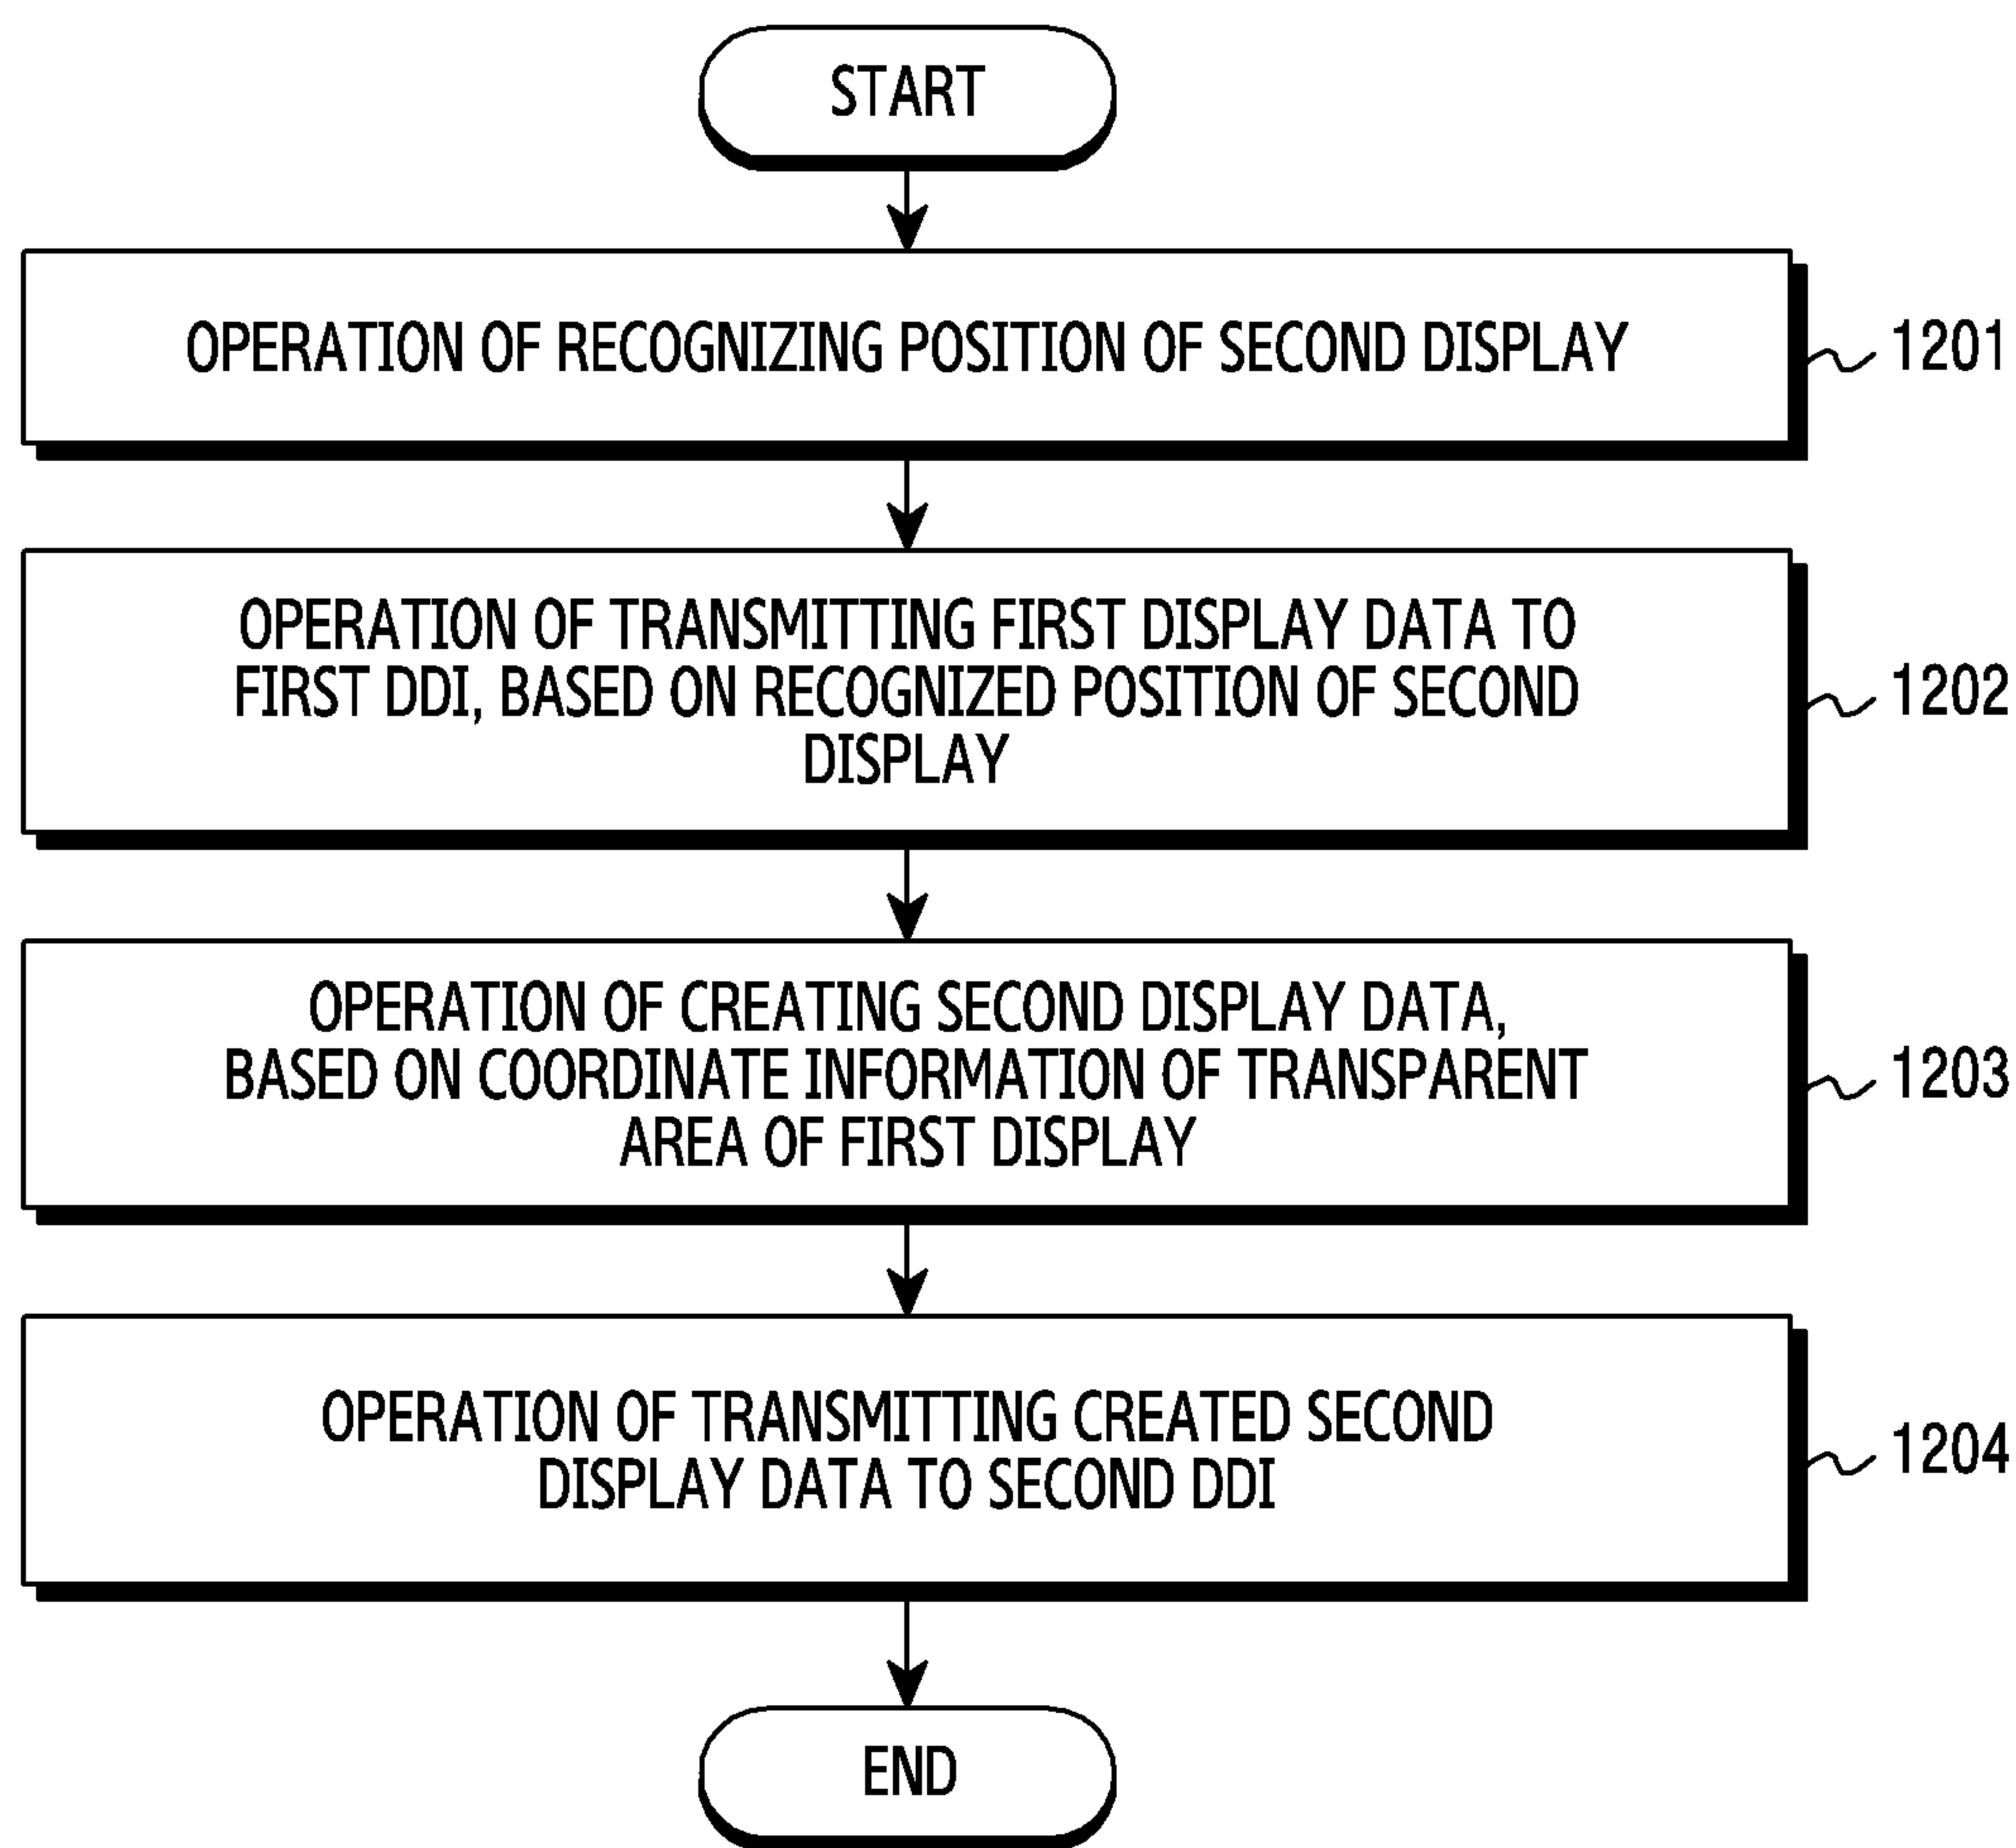 START
OPERATION OF RECOGNIZING POSITION OF SECOND DISPLAY
1201
OPERATION OF TRANSMITTING FIRST DISPLAY DATA TO
FIRST DDI, BASED ON RECOGNIZED POSITION OF SECOND
DISPLAY
1202
OPERATION OF CREATING SECOND DISPLAY DATA,
BASED ON COORDINATE INFORMATION OF TRANSPARENT
AREA OF FIRST DISPLAY
1203
OPERATION OF TRANSMITTING CREATED SECOND
DISPLAY DATA TO SECOND DDI
1204
END